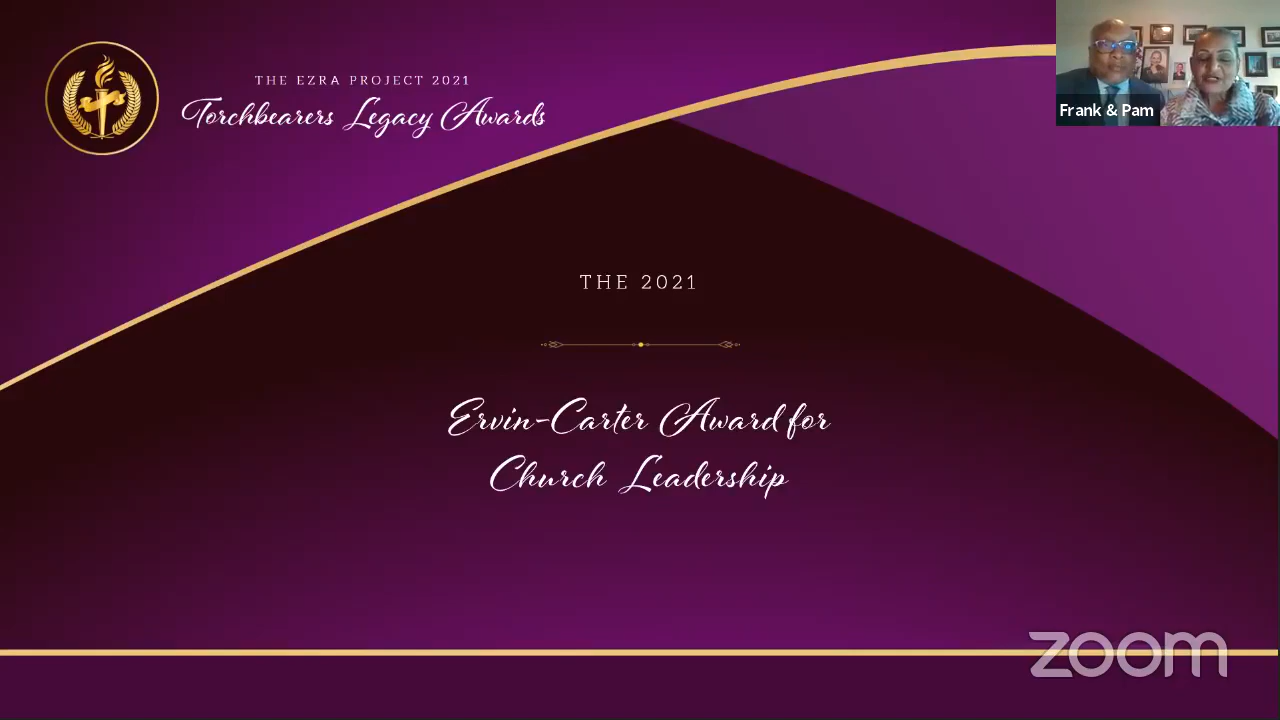 THE EZRA PROJECT 2021
Torchbearers Legacy Awards
Frank & Pam
THE 2021
Ervin-Carter Award for
Church Leadership
zoom